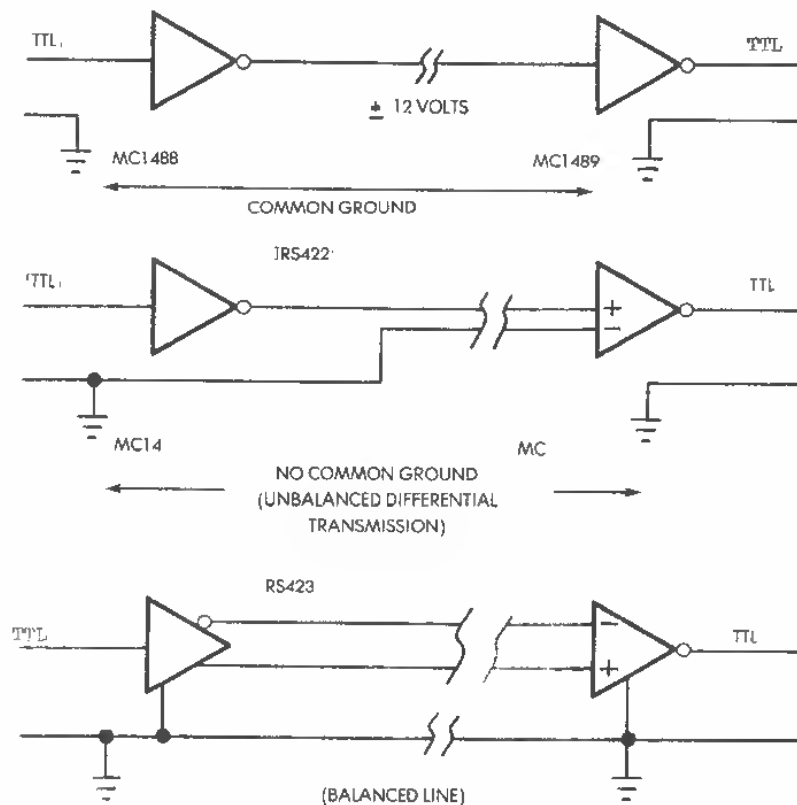 TTL
TTL
± 12 VOLTS
MC1488
MC1489
COMMON GROUND
IRS422
TTL
TTL
+
−
MC14
MC
NO COMMON GROUND
(UNBALANCED DIFFERENTIAL
TRANSMISSION)
RS423
TTL
TTL
−
+
(BALANCED LINE)